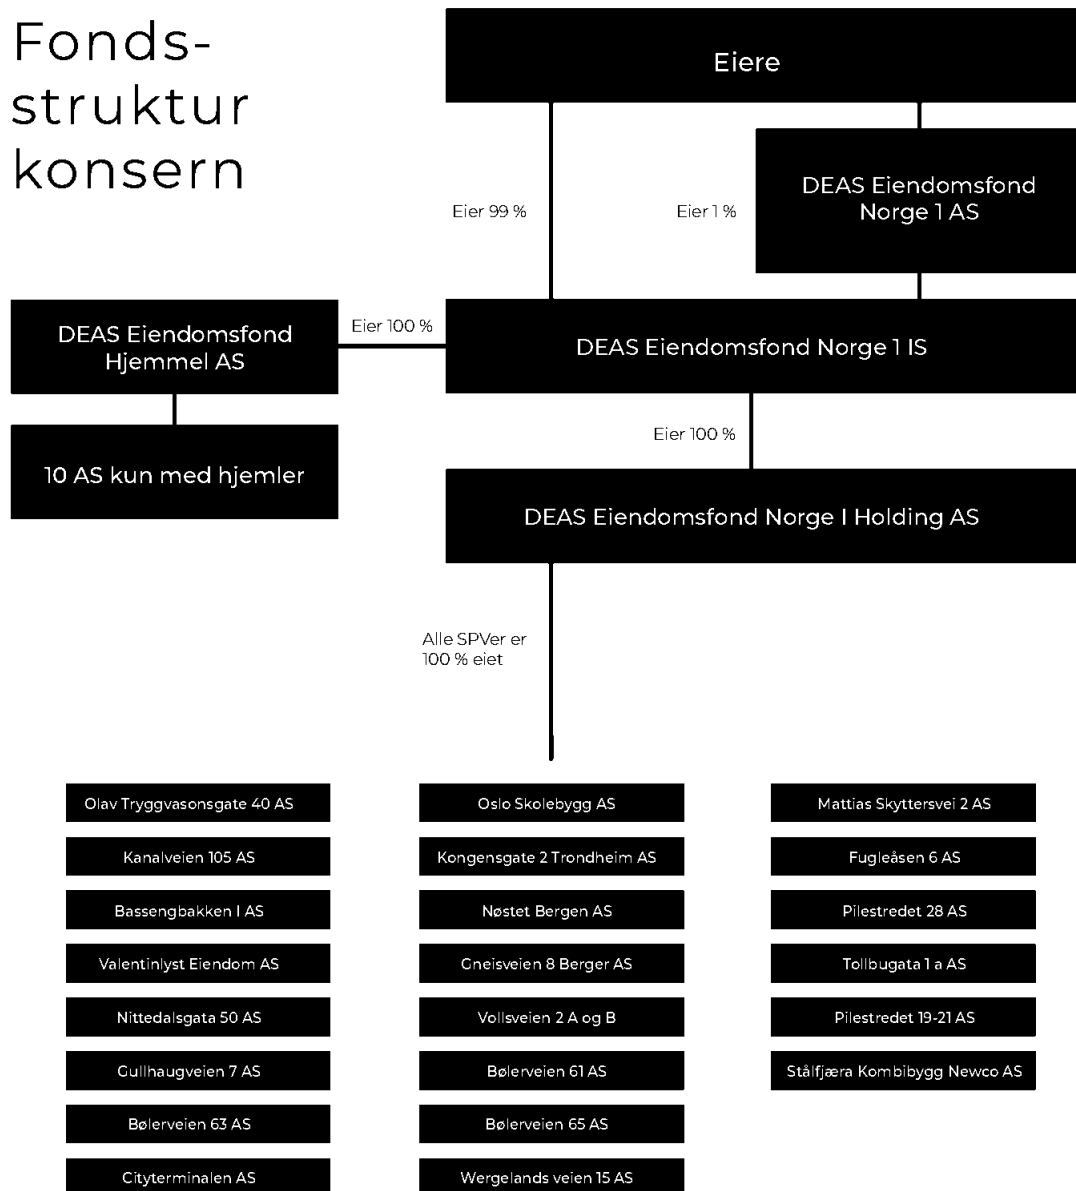 Fonds-
struktur
konsern
Eiere
DEAS Eiendomsfond
Norge 1 AS
Eier 99 %
Eier 1 %
DEAS Eiendomsfond
Hjemmel AS
Eier 100 %
DEAS Eiendomsfond Norge 1 IS
10 AS kun med hjemler
Eier 100 %
DEAS Eiendomsfond Norge I Holding AS
Alle SPVer er
100 % eiet
Olav Tryggvasonsgate 40 AS
Kanalveien 105 AS
Bassengbakken I AS
Valentinlyst Eiendom AS
Nittedalsgata 50 AS
Gullhaugveien 7 AS
Bølerveien 63 AS
Cityterminalen AS
Oslo Skolebygg AS
Kongensgate 2 Trondheim AS
Nøstet Bergen AS
Gneisveien 8 Berger AS
Vollsveien 2 A og B
Bølerveien 61 AS
Bølerveien 65 AS
Wergelands veien 15 AS
Mattias Skyttersvei 2 AS
Fugleåsen 6 AS
Pilestredet 28 AS
Tollbugata 1 a AS
Pilestredet 19-21 AS
Stålfjæra Kombibygg Newco AS